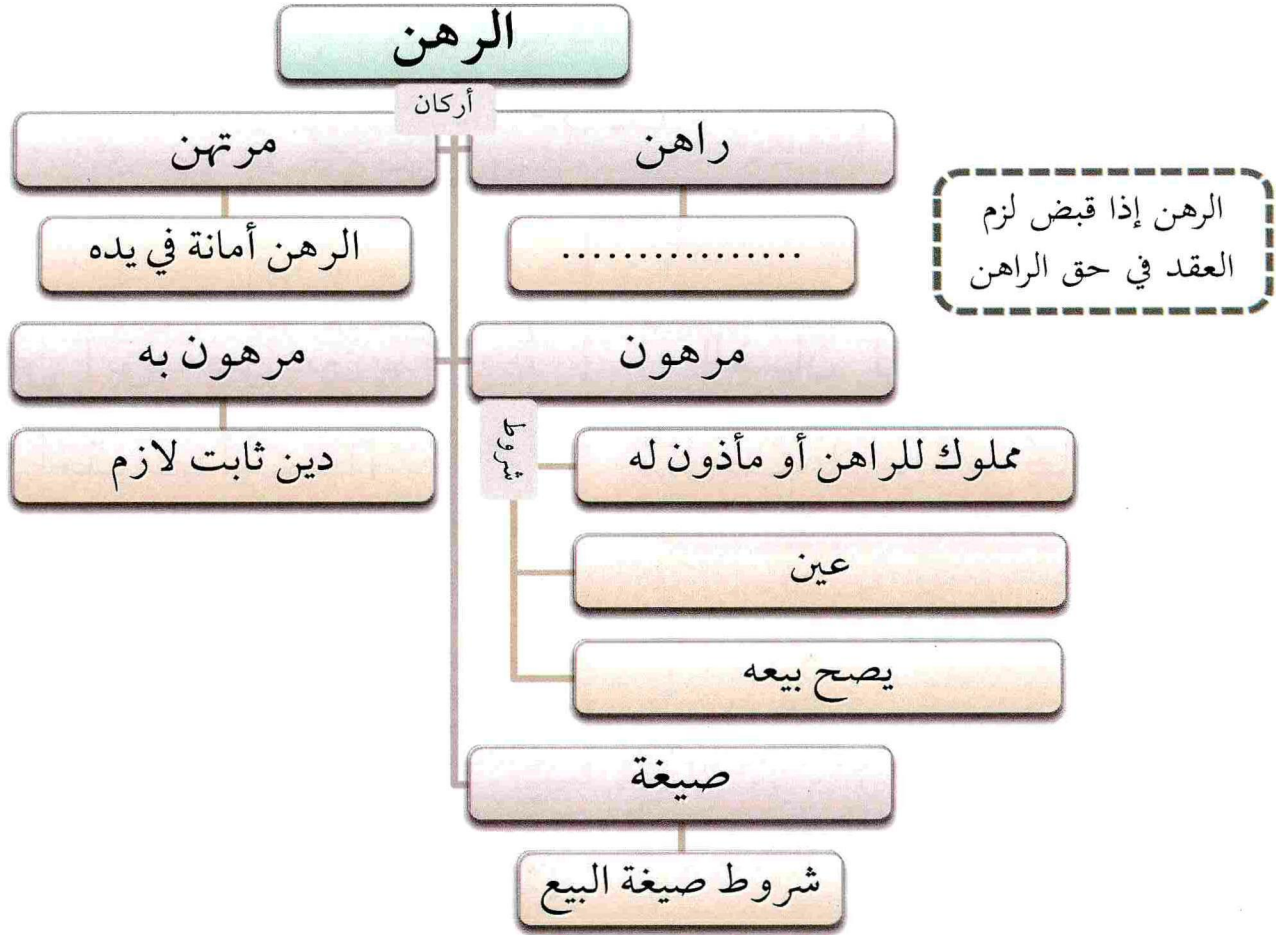 الرهن
أركان
راهن
مرتهن
................
الرهن أمانة في يده
الرهن إذا قبض لزم
العقد في حق الراهن
مرهون
مرهون به
شروط
مملوك للراهن أو مأذون له
دين ثابت لازم
عين
يصح بيعه
صيغة
شروط صيغة البيع